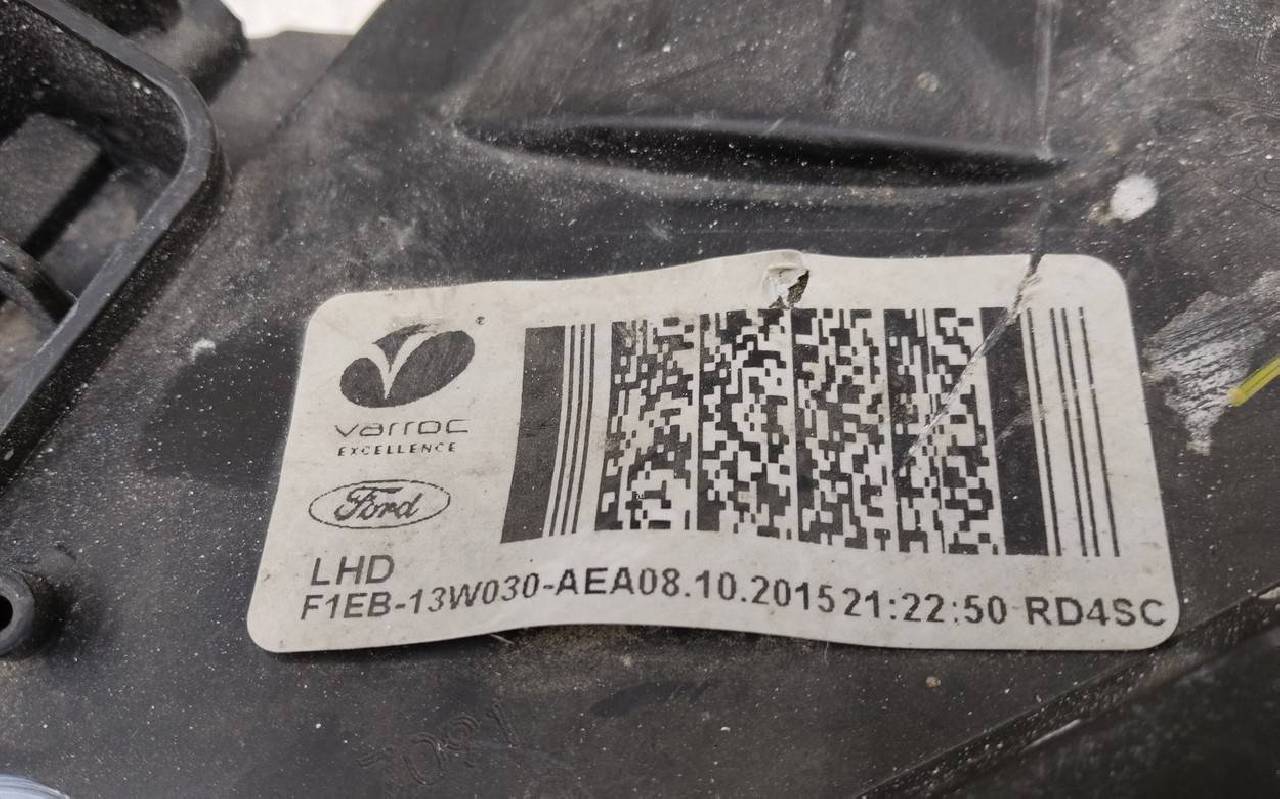 varroc
EXCELLENCE
Ford
LHD
F1EB-13W030-AEA08.10.201521:22:50 RD4SC